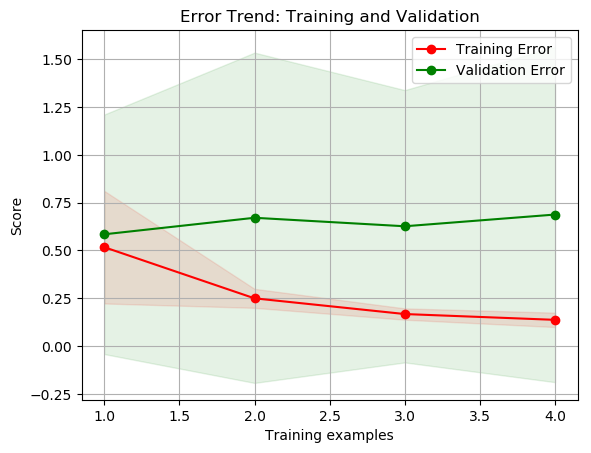 Error Trend: Training and Validation
Training Error
Validation Error
Score
1.50
1.25
1.00
0.75
0.50
0.25
0.00
−0.25
1.0 1.5 2.0 2.5 3.0 3.5 4.0
Training examples